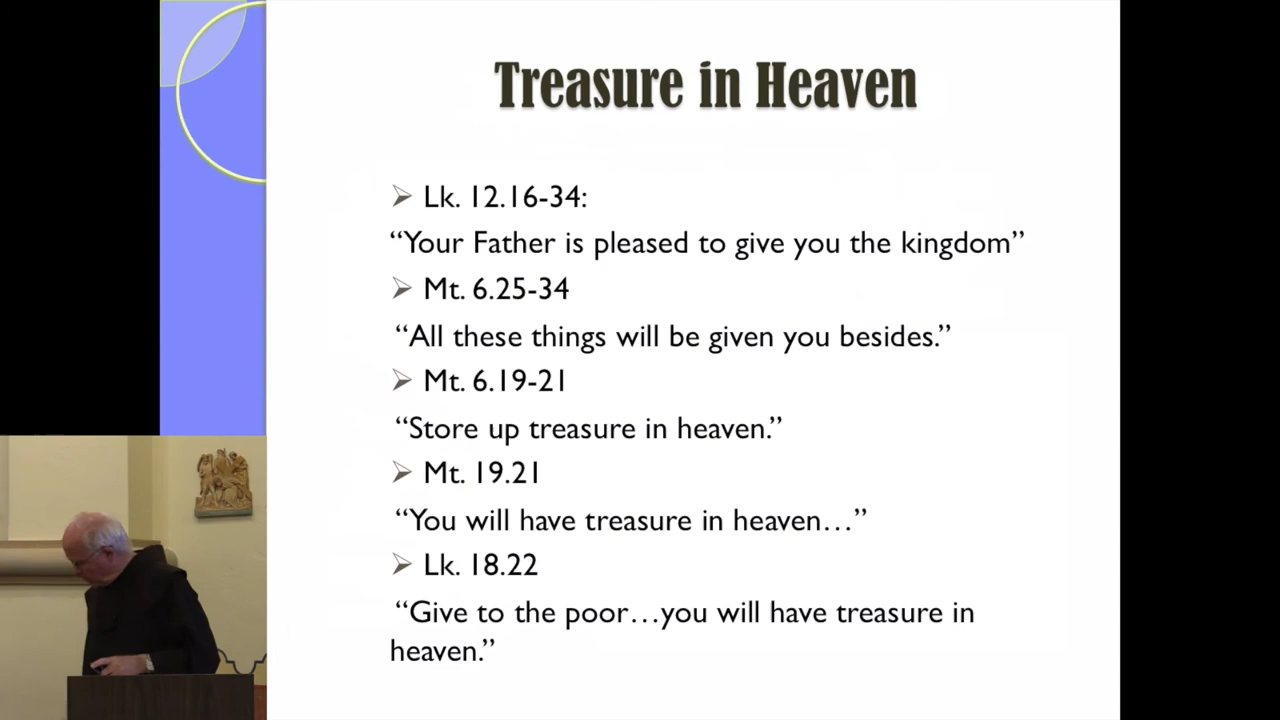 Treasure in Heaven
Lk. 12.16-34:
“Your Father is pleased to give you the kingdom”
Mt. 6.25-34
“All these things will be given you besides.”
Mt. 6.19-21
“Store up treasure in heaven.”
Mt. 19.21
“You will have treasure in heaven…”
Lk. 18.22
“Give to the poor…you will have treasure in
heaven.”